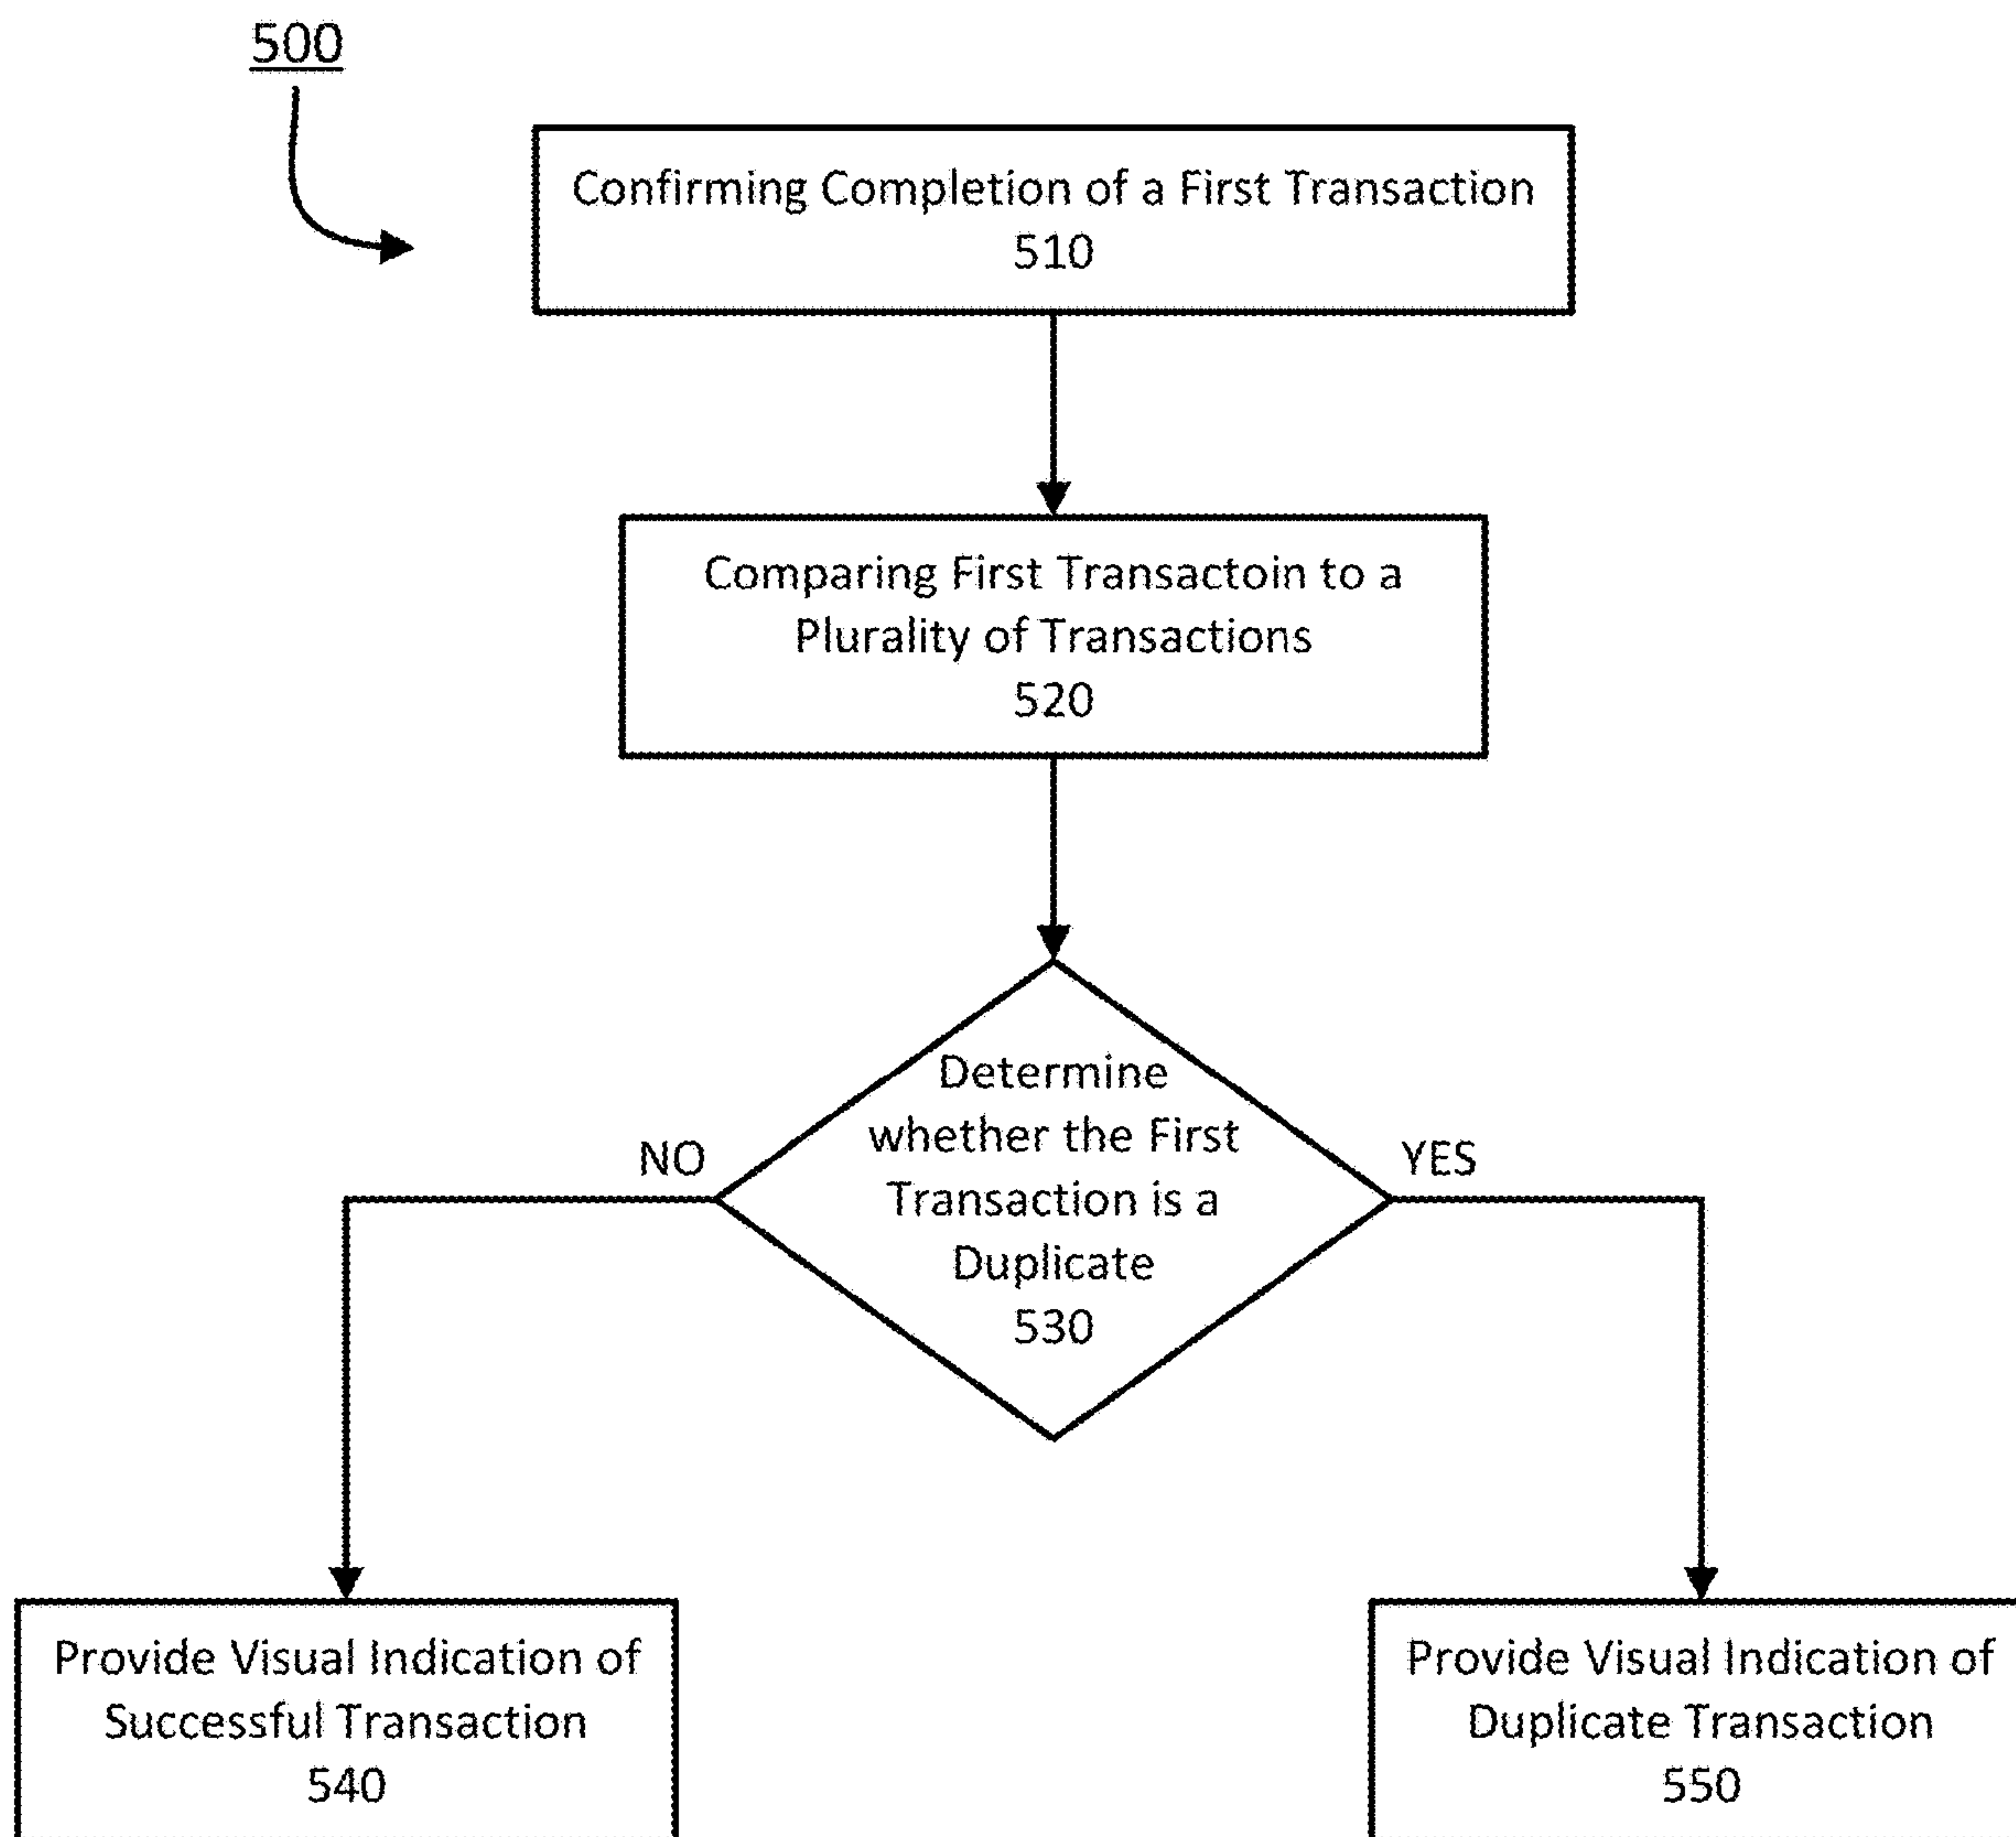 500
Confirming Completion of a First Transaction
510
Comparing First Transactoin to a
Plurality of Transactions
520
Determine
whether the First
Transaction is a
Duplicate
530
NO
YES
Provide Visual Indication of
Successful Transaction
540
Provide Visual Indication of
Duplicate Transaction
550